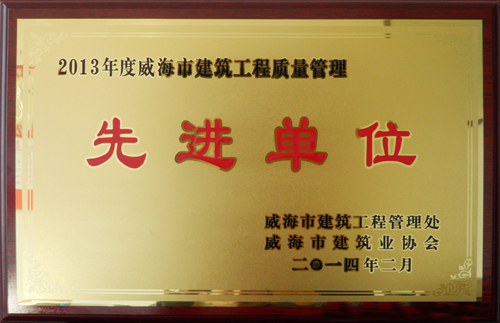 2013年度威海市建筑工程质量管理
先进单位
威海市建筑工程管理处
威海市建筑业协会
二〇一四年二月